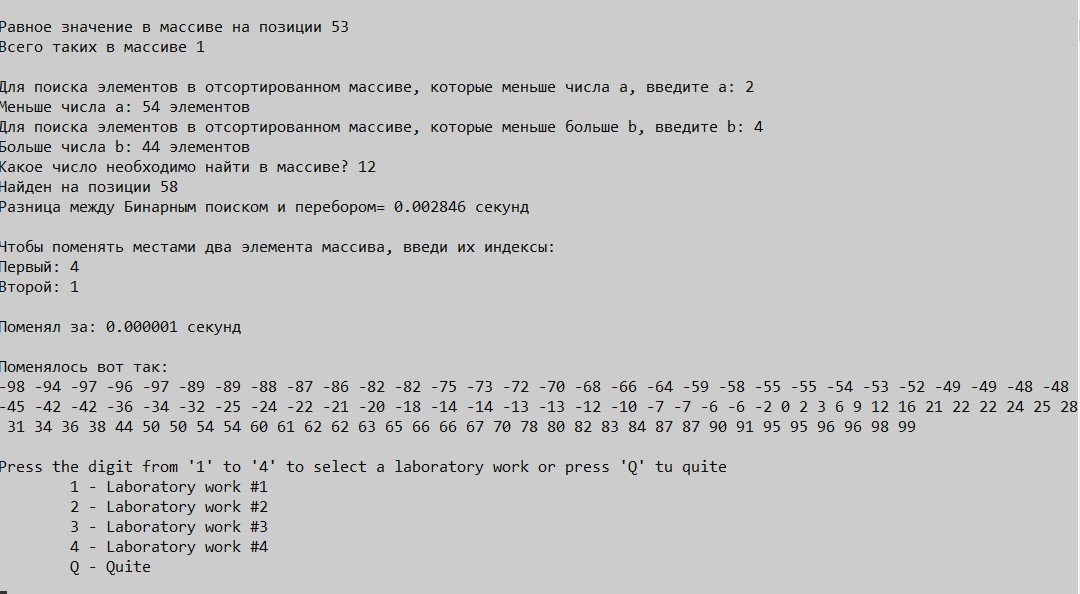 Равное значение в массиве на позиции 53
Всего таких в массиве 1
Для поиска элементов в отсортированном массиве, которые меньше числа a, введите a: 2
Меньше числа a: 54 элементов
Для поиска элементов в отсортированном массиве, которые меньше больше b, введите b: 4
Больше числа b: 44 элементов
Какое число необходимо найти в массиве? 12
Найден на позиции 58
Разница между Бинарным поиском и перебором= 0.002846 секунд
Чтобы поменять местами два элемента массива, введи их индексы:
Первый: 4
Второй: 1
Поменял за: 0.000001 секунд
Поменялось вот так:
-98 -94 -97 -96 -97 -89 -89 -88 -87 -86 -82 -82 -75 -73 -72 -70 -68 -66 -64 -59 -58 -55 -55 -54 -53 -52 -49 -49 -48 -48
-45 -42 -42 -36 -34 -32 -25 -24 -22 -21 -20 -18 -14 -14 -13 -13 -12 -10 -7 -7 -6 -6 -2 0 2 3 6 9 12 16 21 22 22 24 25 28
31 34 36 38 44 50 50 54 54 60 61 62 62 63 65 66 66 67 70 78 80 82 83 84 87 87 90 91 95 95 96 96 98 99
Press the digit from '1' to '4' to select a laboratory work or press 'Q' tu quite
1 - Laboratory work #1
2 - Laboratory work #2
3 - Laboratory work #3
4 - Laboratory work #4
Q - Quite